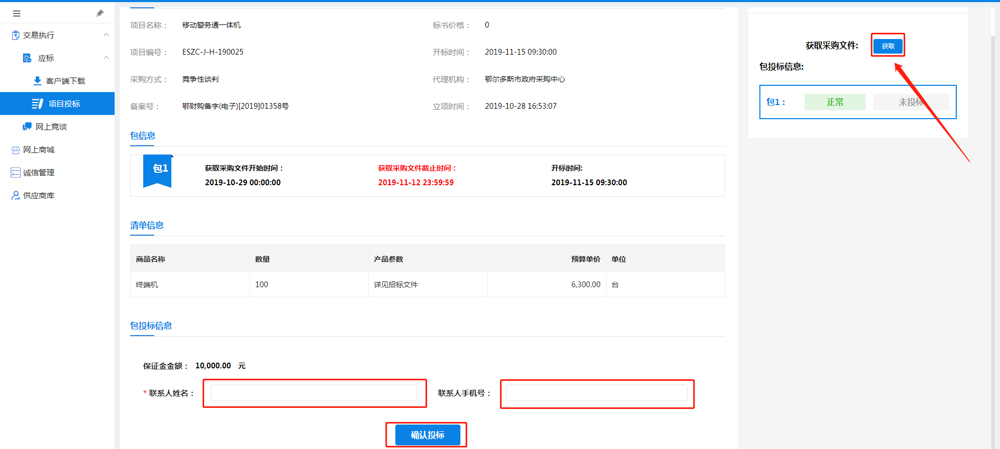 交易执行
应标
客户端下载
项目投标
网上竞谈
网上商城
诚信管理
供应商库
项目名称： 移动警务通一体机 标书价格： 0
项目编号： ESZC-J-H-190025 开标时间： 2019-11-15 09:30:00
采购方式： 竞争性谈判 代理机构： 鄂尔多斯市政府采购中心
备案号： 鄂财购备字(电子)[2019]01358号 立项时间： 2019-10-28 16:53:07
包信息
包1
获取采购文件开始时间： 获取采购文件截止时间： 开标时间:
2019-10-29 00:00:00 2019-11-12 23:59:59 2019-11-15 09:30:00
清单信息
商品名称 数量 产品参数 预算单价 单位
终端机 100 详见招标文件 6,300.00 台
包投标信息
保证金金额： 10,000.00 元
* 联系人姓名： 联系人手机号：
确认投标
获取采购文件: 获取
包投标信息:
包1： 正常 未投标